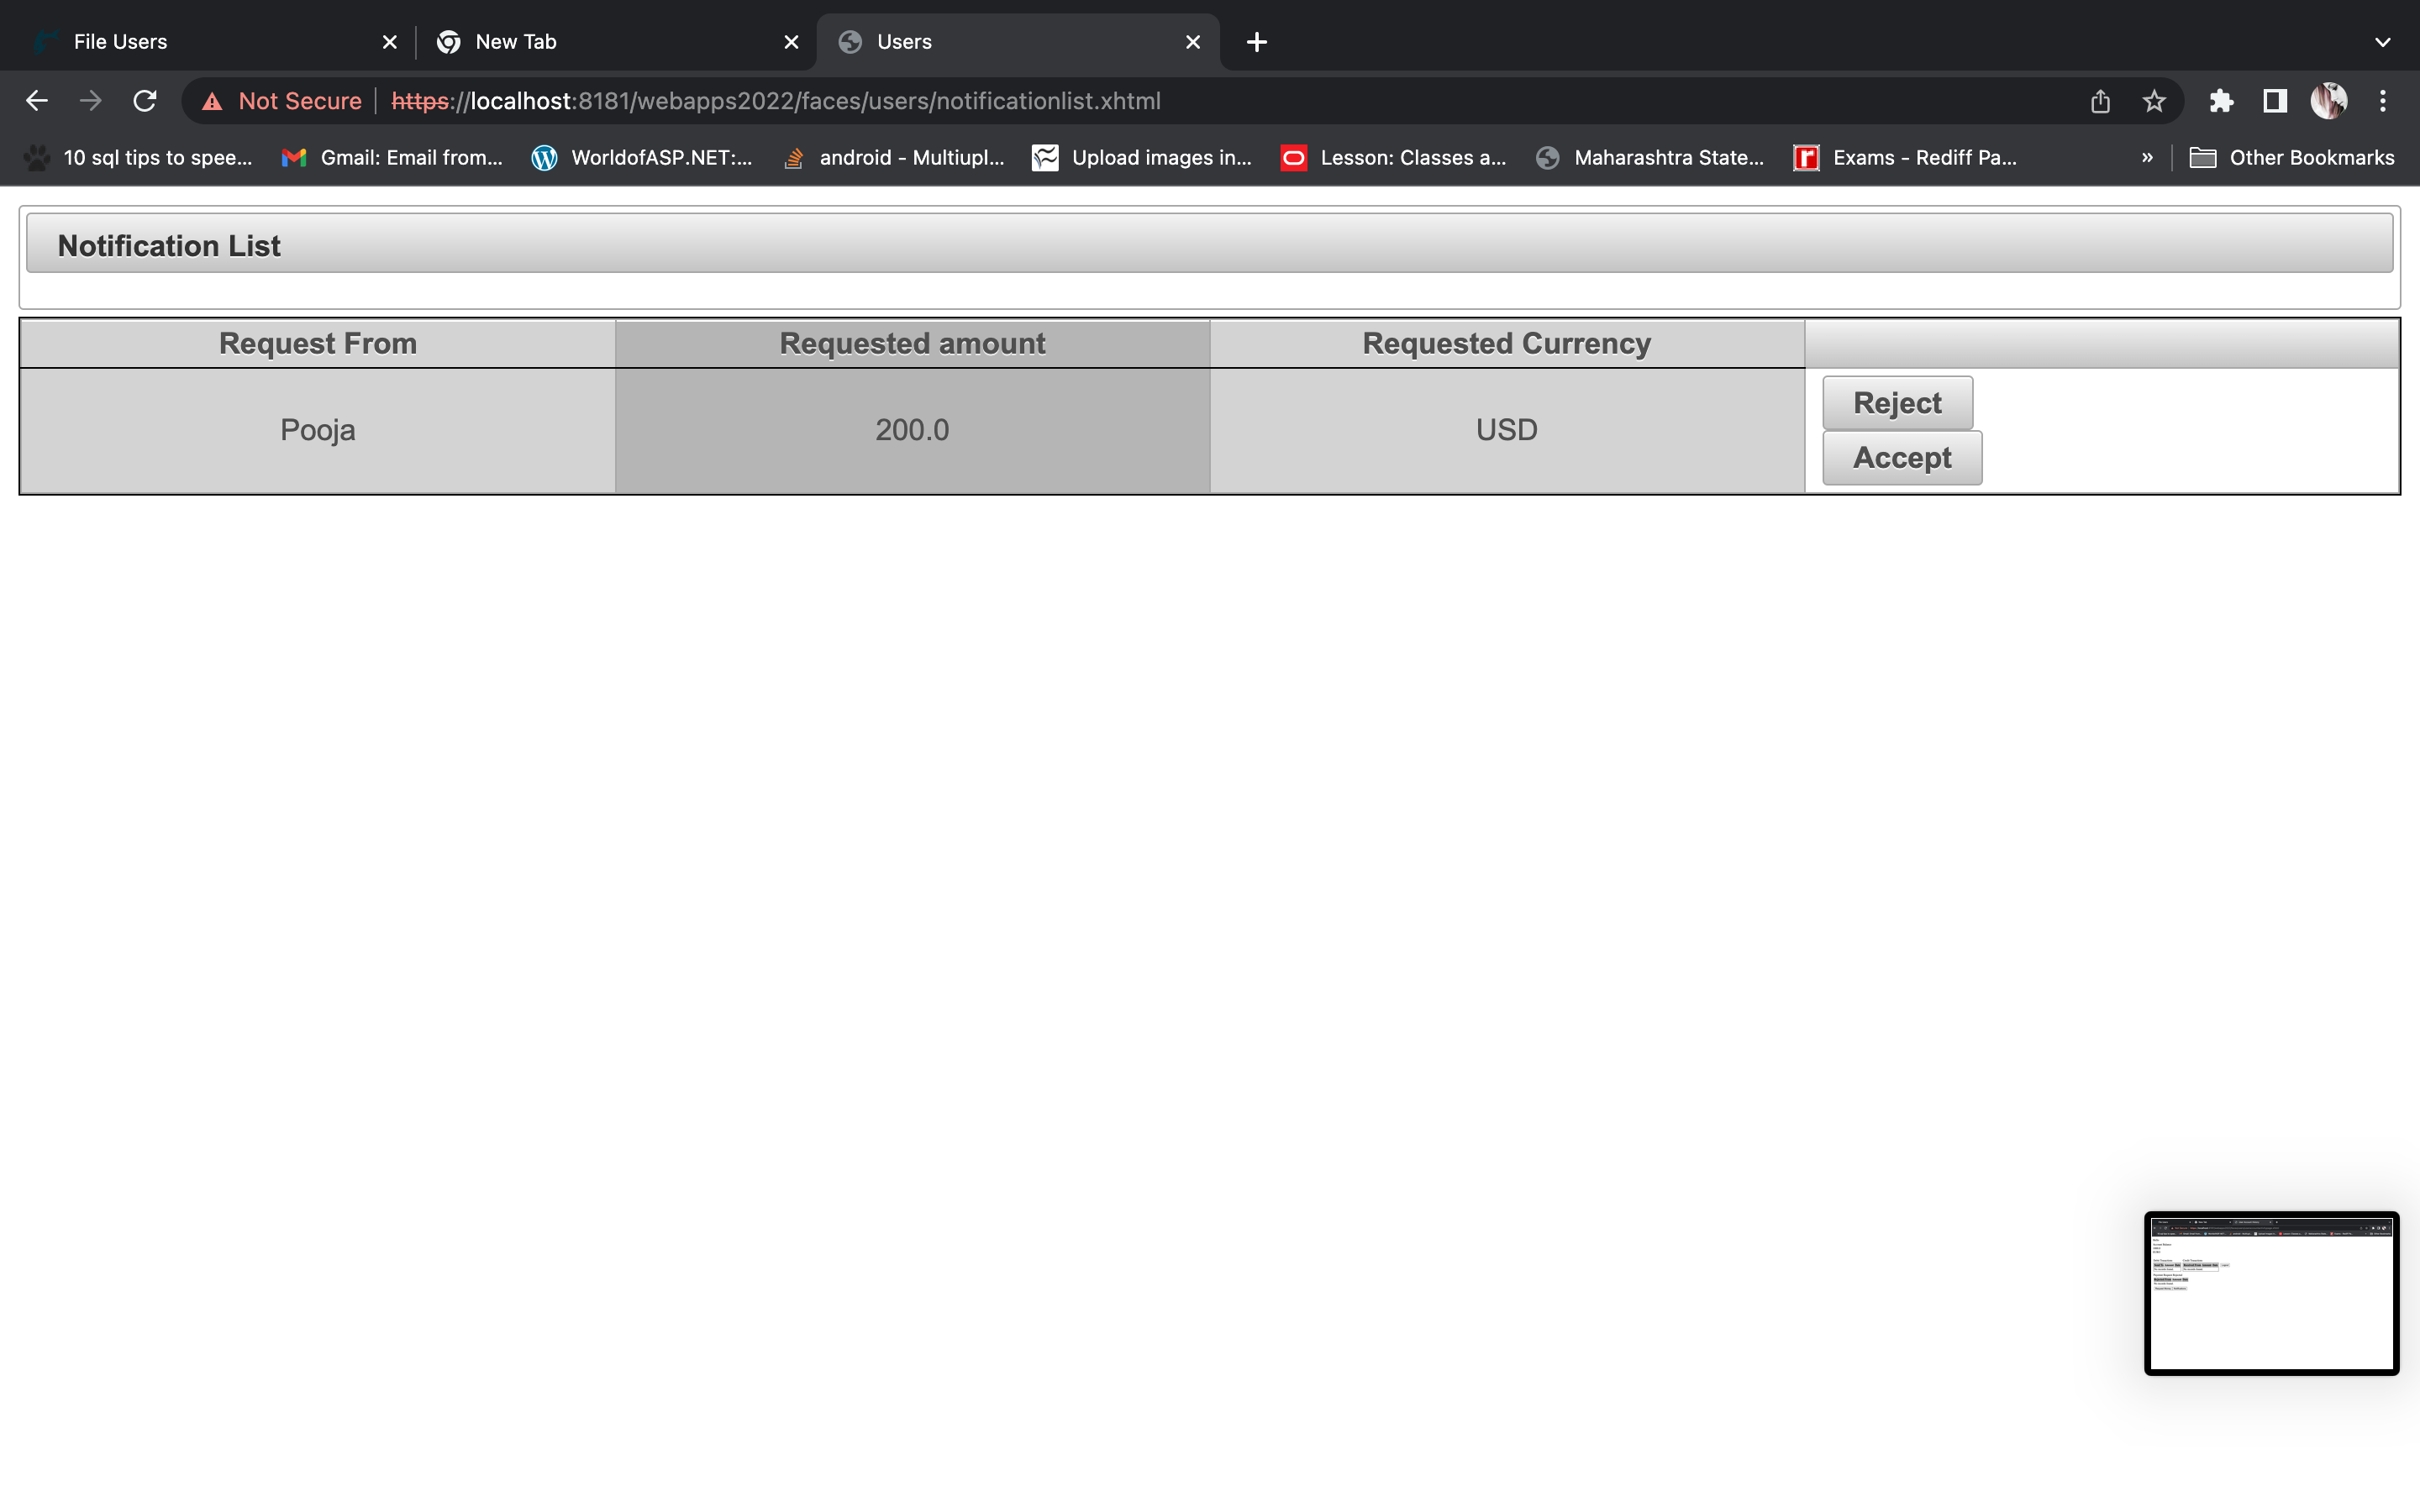 File Users
New Tab
Users
Not Secure https://localhost:8181/webapps2022/faces/users/notificationlist.xhtml
10 sql tips to spee... Gmail: Email from... WorldofASP.NET:... android - Multiupl... Upload images in... Lesson: Classes a... Maharashtra State... Exams - Rediff Pa... » Other Bookmarks
Notification List
Request From Requested amount Requested Currency
Pooja 200.0 USD
Reject
Accept